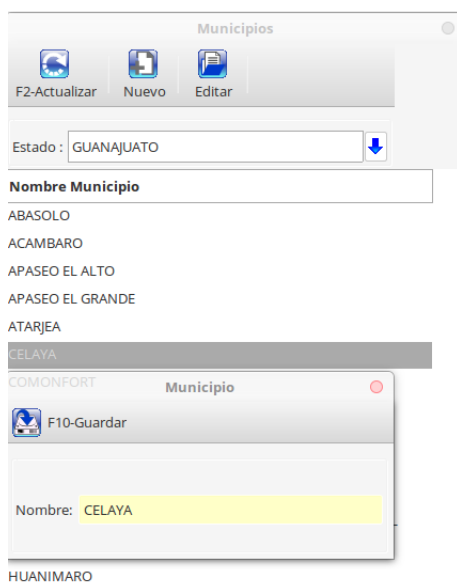 Municipios
F2-Actualizar Nuevo Editar
Estado : GUANAJUATO
Nombre Municipio
ABASOLO
ACAMBARO
APASEO EL ALTO
APASEO EL GRANDE
ATARJEA
CELAYA
COMONFORT
Municipio
F10-Guardar
Nombre: CELAYA
HUANIMARO